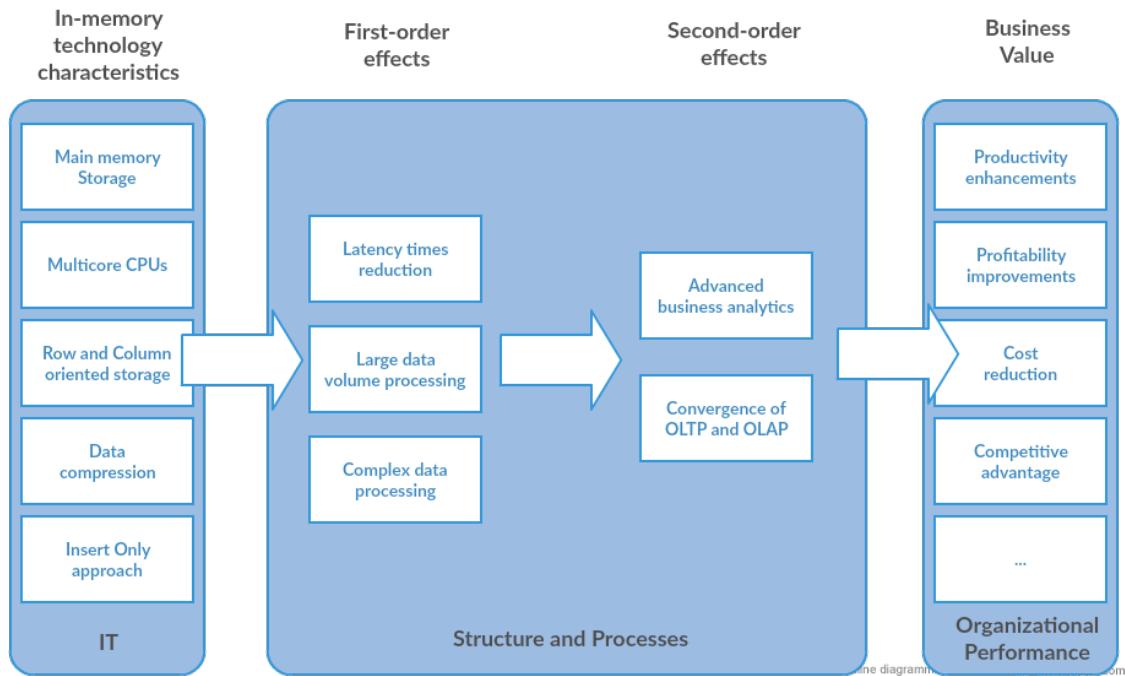 In-memory
technology
characteristics
First-order
effects
Second-order
effects
Business
Value
Main memory
Storage
Multicore CPUs
Row and Column
oriented storage
Data
compression
Insert Only
approach
IT
Latency times
reduction
Large data
volume processing
Complex data
processing
Advanced
business analytics
Convergence of
OLTP and OLAP
Structure and Processes
Productivity
enhancements
Profitability
improvements
Cost
reduction
Competitive
advantage
...
Organizational
Performance